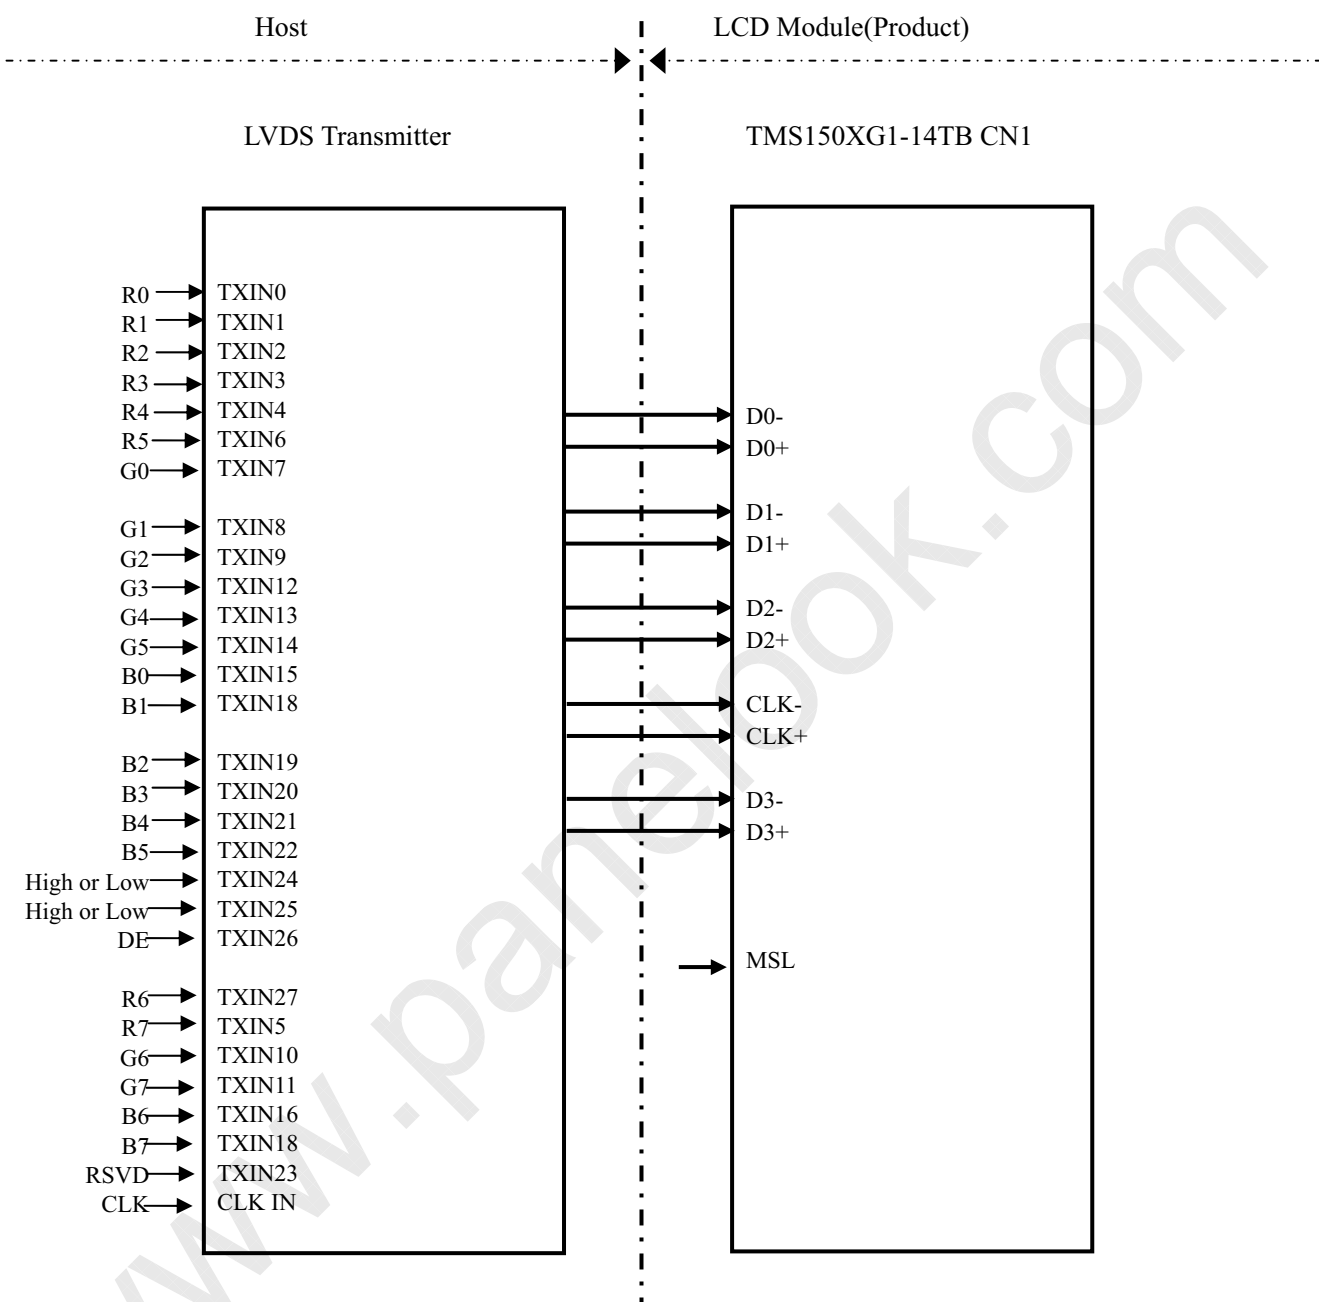 Host LCD Module(Product)
LVDS Transmitter TMS150XG1-14TB CN1
R0 TXIN0
R1 TXIN1
R2 TXIN2
R3 TXIN3
R4 TXIN4
R5 TXIN6
G0 TXIN7
G1 TXIN8
G2 TXIN9
G3 TXIN12
G4 TXIN13
G5 TXIN14
B0 TXIN15
B1 TXIN18
B2 TXIN19
B3 TXIN20
B4 TXIN21
B5 TXIN22
High or Low TXIN24
High or Low TXIN25
DE TXIN26
R6 TXIN27
R7 TXIN5
G6 TXIN10
G7 TXIN11
B6 TXIN16
B7 TXIN18
RSVD TXIN23
CLK CLK IN
D0-
D0+
D1-
D1+
D2-
D2+
CLK-
CLK+
D3-
D3+
MSL
www.panelook.com